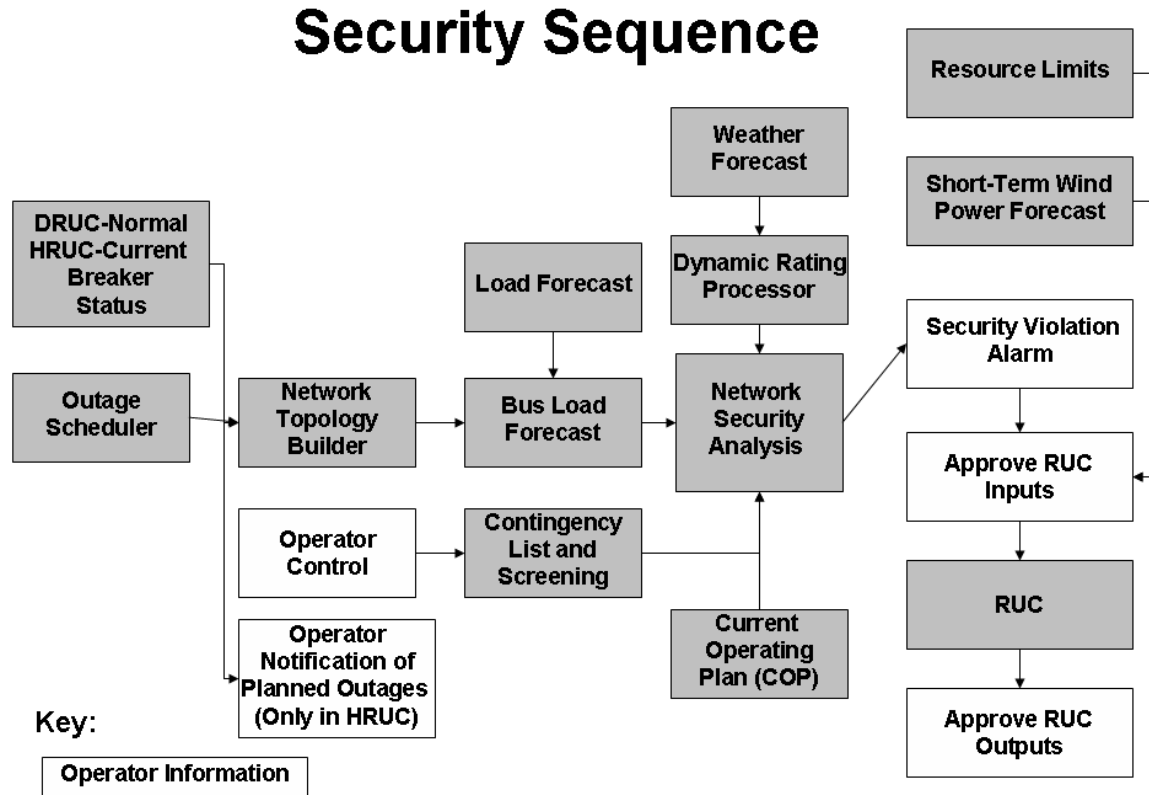 Security Sequence
Resource Limits
Weather
Forecast
Short-Term Wind
Power Forecast
DRUC-Normal
HRUC-Current
Breaker
Status
Load Forecast
Dynamic Rating
Processor
Security Violation
Alarm
Outage
Scheduler
Network
Topology
Builder
Bus Load
Forecast
Network
Security
Analysis
Approve RUC
Inputs
Operator
Control
Contingency
List and
Screening
RUC
Operator
Notification of
Planned Outages
(Only in HRUC)
Current
Operating
Plan (COP)
Approve RUC
Outputs
Key:
Operator Information